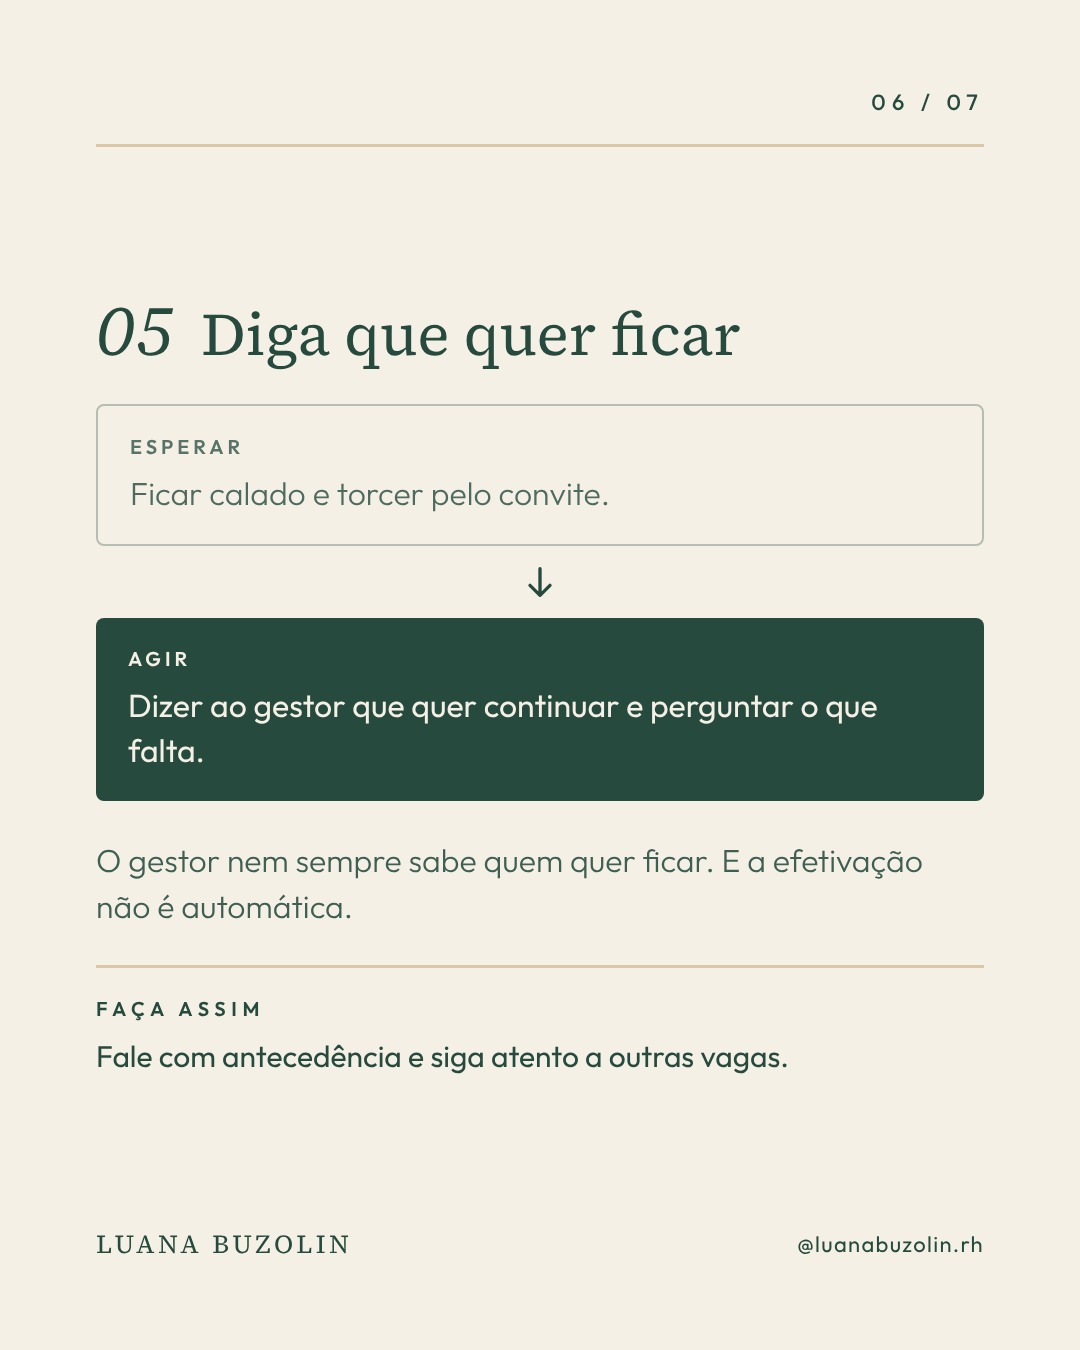 06 / 07
05 Diga que quer ficar
ESPERAR
Ficar calado e torcer pelo convite.
↓
AGIR
Dizer ao gestor que quer continuar e perguntar o que
falta.
O gestor nem sempre sabe quem quer ficar. E a efetivação
não é automática.
FAÇA ASSIM
Fale com antecedência e siga atento a outras vagas.
LUANA BUZOLIN
@luanabuzolin.rh